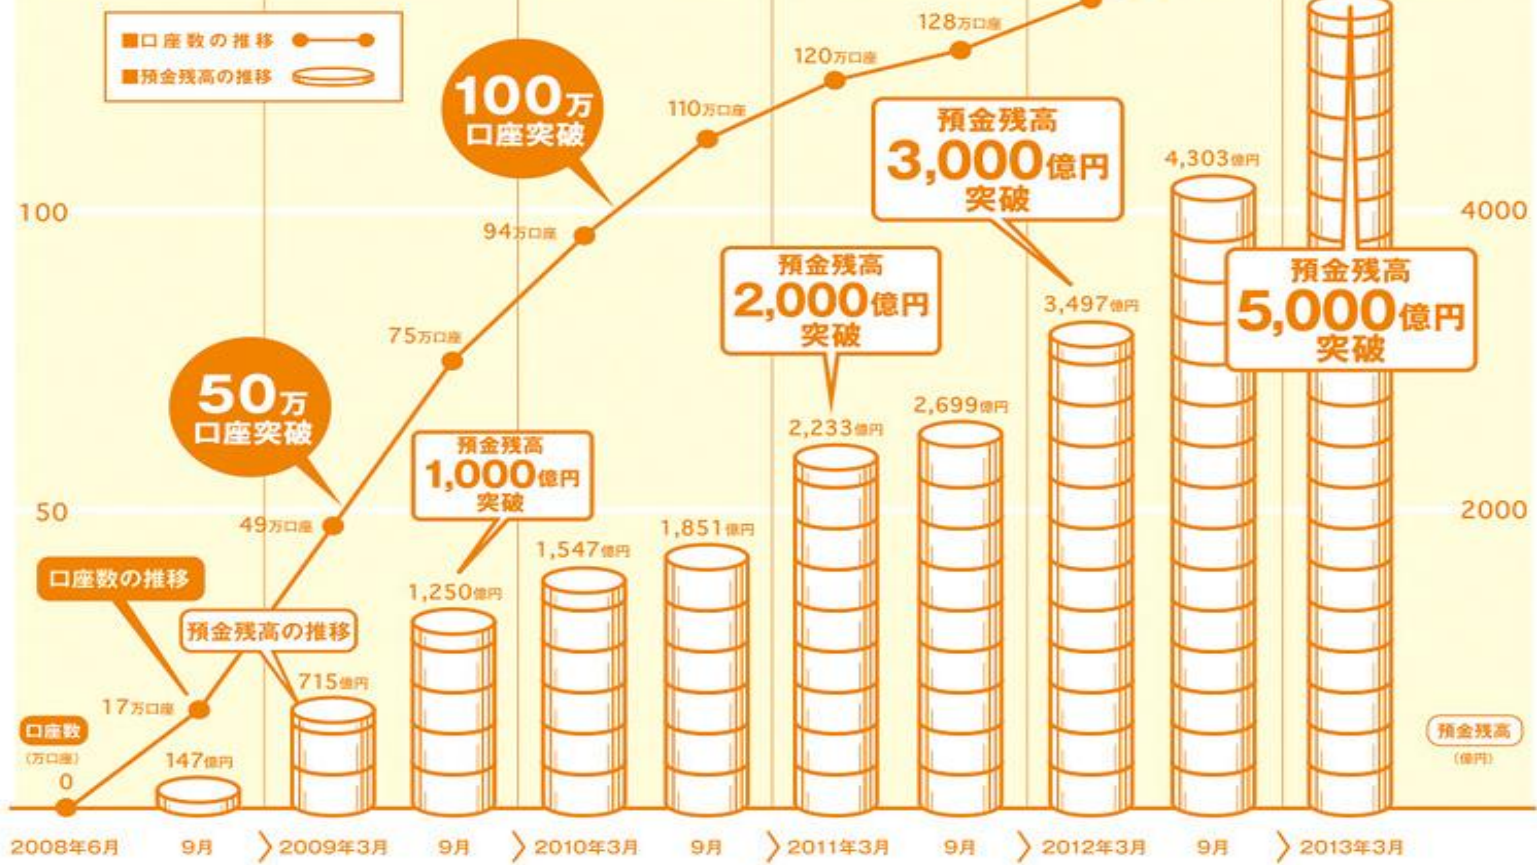 ■口座数の推移
■預金残高の推移
100万
口座突破
128万口座
120万口座
110万口座
94万口座
75万口座
50万
口座突破
49万口座
17万口座
口座数の推移
預金残高の推移
預金残高
1,000億円
突破
預金残高
2,000億円
突破
預金残高
3,000億円
突破
預金残高
5,000億円
突破
147億円
715億円
1,250億円
1,547億円
1,851億円
2,233億円
2,699億円
3,497億円
4,303億円
100
50
口座数
(万口座)
0
4000
2000
預金残高
(億円)
2008年6月
9月
2009年3月
9月
2010年3月
9月
2011年3月
9月
2012年3月
9月
2013年3月